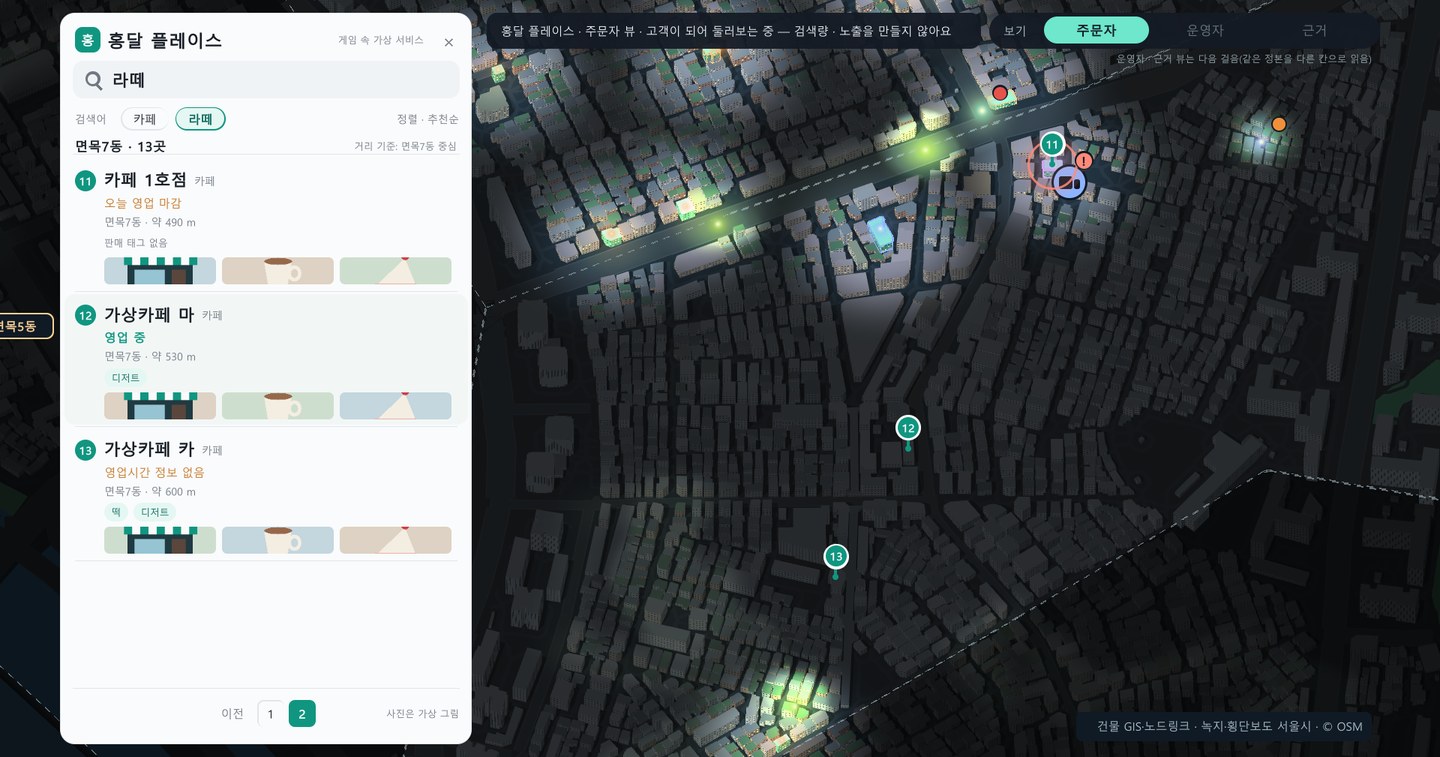 홍 홍달 플레이스 게임 속 가상 서비스 ×
라떼
검색어 카페 라떼 정렬 · 추천순
면목7동 · 13곳 거리 기준: 면목7동 중심
11 카페 1호점 카페
오늘 영업 마감
면목7동 · 약 490 m
판매 태그 없음
12 가상카페 마 카페
영업 중
면목7동 · 약 530 m
디저트
13 가상카페 카 카페
영업시간 정보 없음
면목7동 · 약 600 m
떡 디저트
이전 1 2 사진은 가상 그림
홍달 플레이스 · 주문자 뷰 · 고객이 되어 둘러보는 중 — 검색량 · 노출을 만들지 않아요
보기 주문자 운영자 근거
운영자 · 근거 뷰는 다음 걸음(같은 정본을 다른 칸으로 읽음)
11
!
12
13
면목5동
건물 GIS·노드링크 · 녹지·횡단보도 서울시 · © OSM